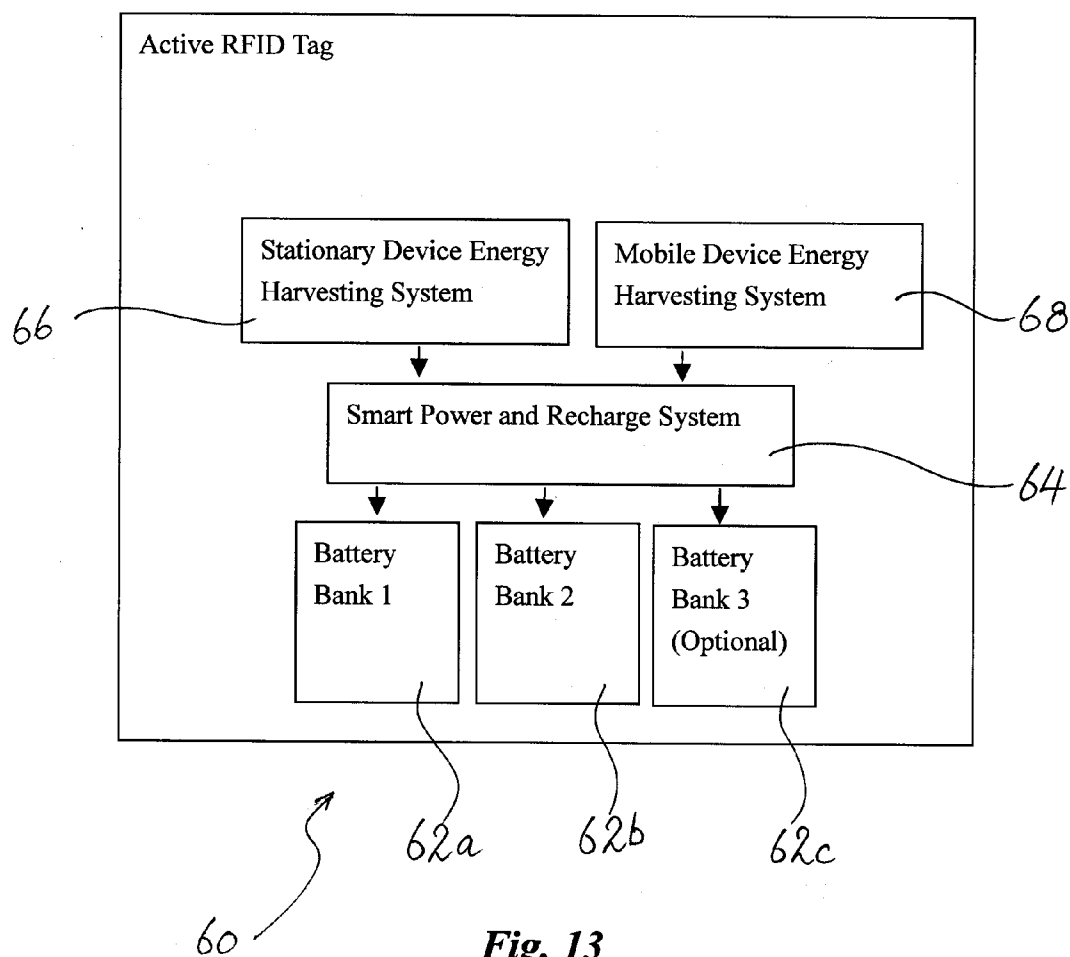 Active RFID Tag
Stationary Device Energy
Harvesting System
Mobile Device Energy
Harvesting System
66
68
Smart Power and Recharge System
64
Battery
Bank 1
Battery
Bank 2
Battery
Bank 3
(Optional)
62a
62b
62c
60
Fig. 13